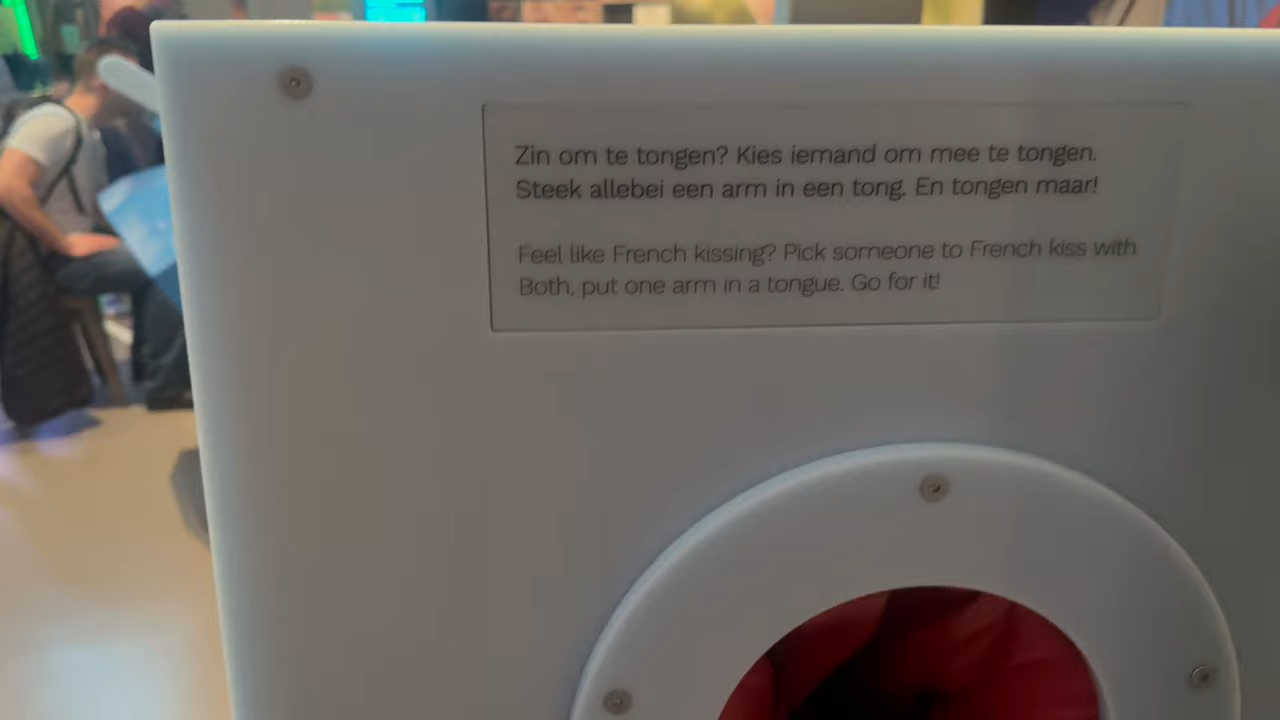 Zin om te tongen? Kies iemand om mee te tongen.
Steek allebei een arm in een tong. En tongen maar!
Feel like French kissing? Pick someone to French kiss with
Both, put one arm in a tongue. Go for it!